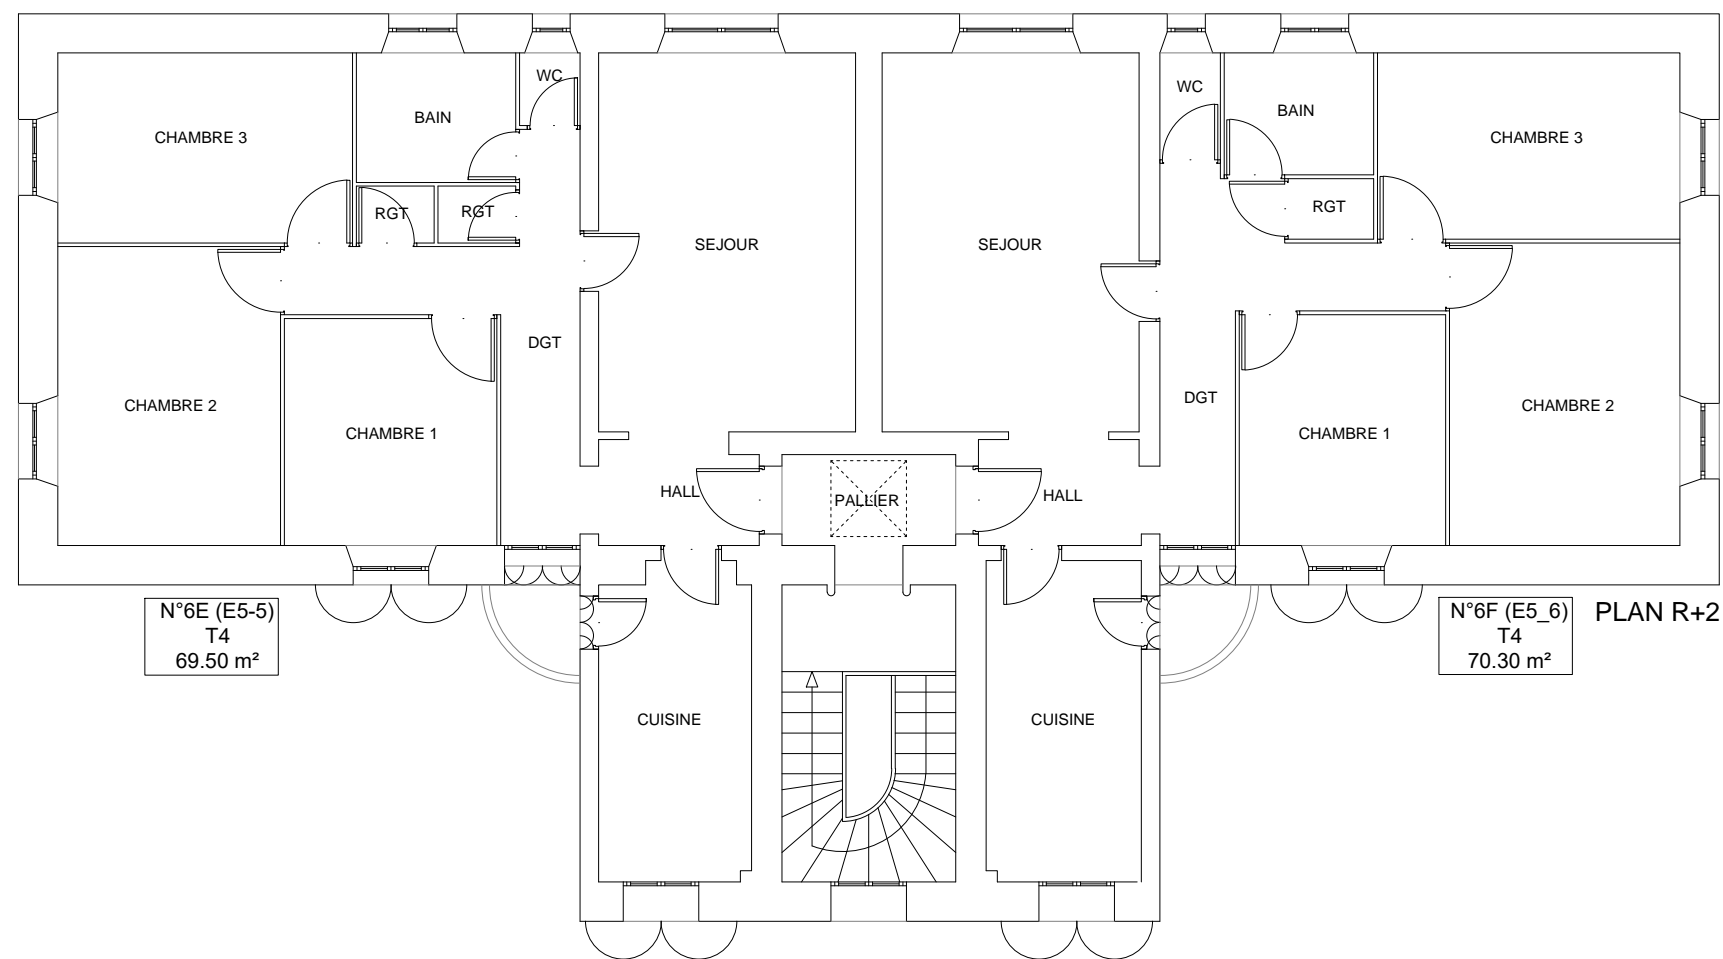 WC
WC
BAIN
BAIN
CHAMBRE 3
CHAMBRE 3
RGT
RGT
RGT
SEJOUR
SEJOUR
DGT
DGT
CHAMBRE 2
CHAMBRE 1
CHAMBRE 1
CHAMBRE 2
HALL
PALLIER
HALL
N°6E (E5-5)
T4
69.50 m²
N°6F (E5_6)
T4
70.30 m²
PLAN R+2
CUISINE
CUISINE